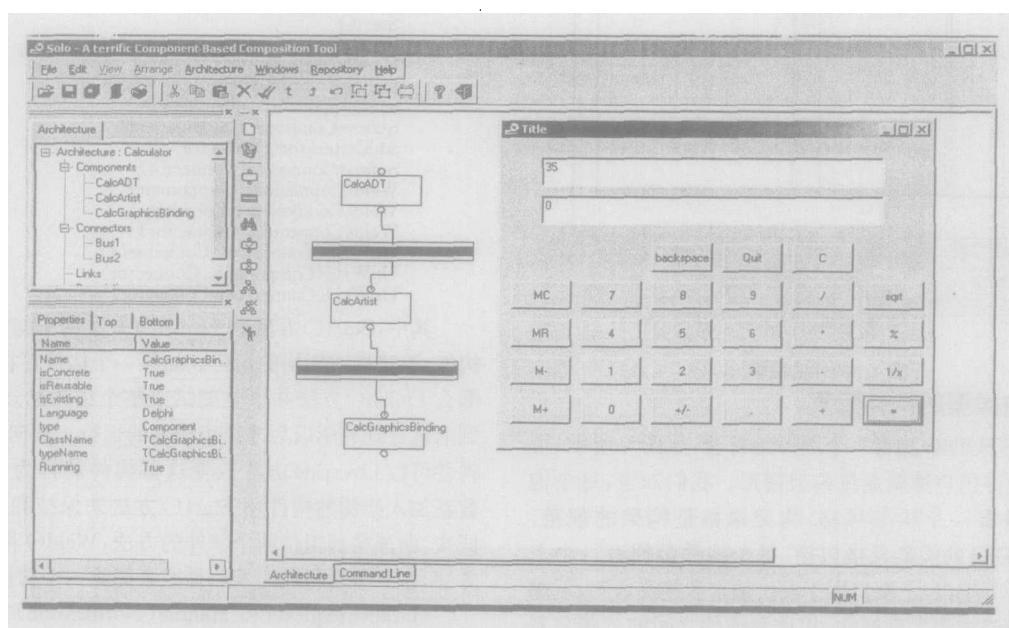 Solo - A terrific Component-Based Composition Tool
File Edit View Arrange Architecture Windows Repository Help
Architecture
Architecture : Calculator
Components
CalcADT
CalcArtist
CalcGraphicsBinding
Connectors
Bus1
Bus2
Links
Properties Top Bottom
Name Value
Name CalcGraphicsBin..
isConcrete True
isReusable True
isExisting True
Language Delphi
type Component
ClassName TCalcGraphicsBi..
typeName TCalcGraphicsBi..
Running True
CalcADT
CalcArtist
CalcGraphicsBinding
Title
35
0
backspace Quit C
MC 7 8 9 / sqrt
MR 4 5 6 * %
M- 1 2 3 - 1/x
M+ 0 +/- . + =
Architecture Command Line
NUM